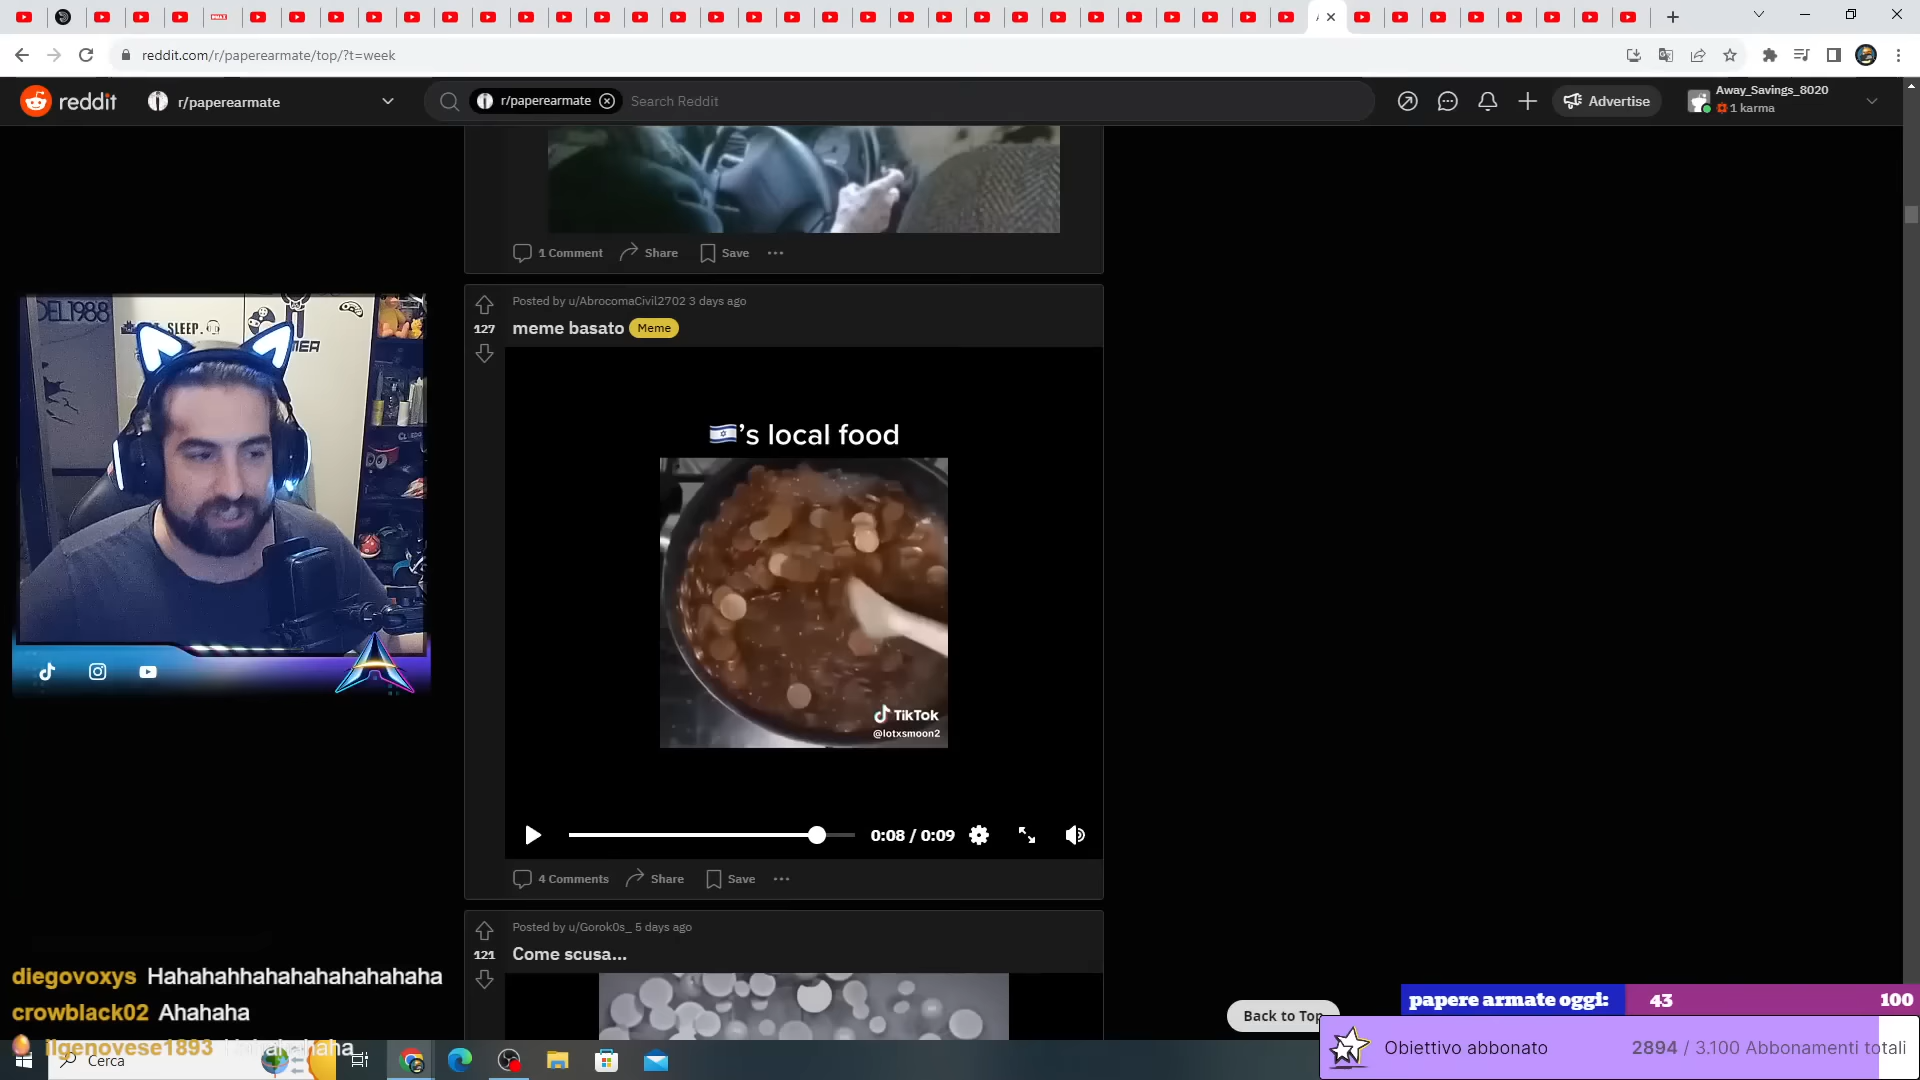 reddit.com/r/paperearmate/top/?t=week
reddit
r/paperearmate
r/paperearmate
Search Reddit
Advertise
Away_Savings_8020
1 karma
1 Comment
Share
Save
Posted by u/AbrocomaCivil2702 3 days ago
127
meme basato
Meme
🇮🇱's local food
TikTok
@lotxsmoon2
0:08 / 0:09
4 Comments
Share
Save
Posted by u/Gorok0s_ 5 days ago
121
Come scusa...
DEL1988
SLEEP.
diegovoxys Hahahahhahahahahahahaha
crowblack02 Ahahaha
ilgenovese1893
Back to Top
papere armate oggi: 43 100
Obiettivo abbonato 2894 / 3.100 Abbonamenti totali
Cerca